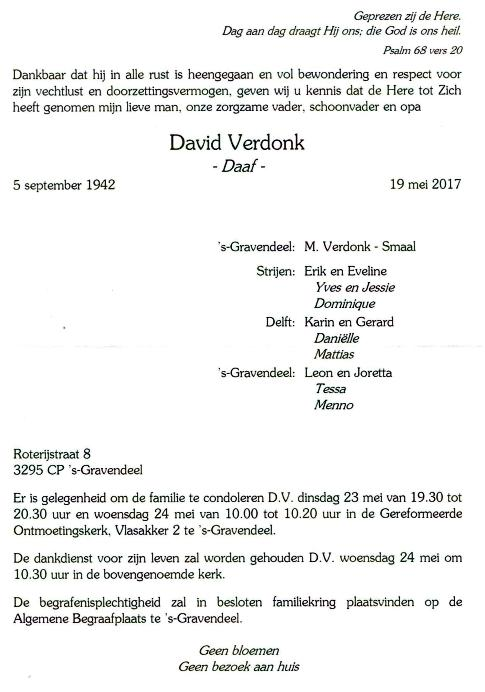 Geprezen zij de Here.
Dag aan dag draagt Hij ons; die God is ons heil.
Psalm 68 vers 20
Dankbaar dat hij in alle rust is heengegaan en vol bewondering en respect voor
zijn vechtlust en doorzettingsvermogen, geven wij u kennis dat de Here tot Zich
heeft genomen mijn lieve man, onze zorgzame vader, schoonvader en opa
David Verdonk
- Daaf -
5 september 1942 19 mei 2017
's-Gravendeel: M. Verdonk - Smaal
Strijen: Erik en Eveline
Yves en Jessie
Dominique
Delft: Karin en Gerard
Daniëlle
Mattias
's-Gravendeel: Leon en Joretta
Tessa
Menno
Roterijstraat 8
3295 CP 's-Gravendeel
Er is gelegenheid om de familie te condoleren D.V. dinsdag 23 mei van 19.30 tot
20.30 uur en woensdag 24 mei van 10.00 tot 10.20 uur in de Gereformeerde
Ontmoetingskerk, Vlasakker 2 te 's-Gravendeel.
De dankdienst voor zijn leven zal worden gehouden D.V. woensdag 24 mei om
10.30 uur in de bovengenoemde kerk.
De begrafenisplechtigheid zal in besloten familiekring plaatsvinden op de
Algemene Begraafplaats te 's-Gravendeel.
Geen bloemen
Geen bezoek aan huis